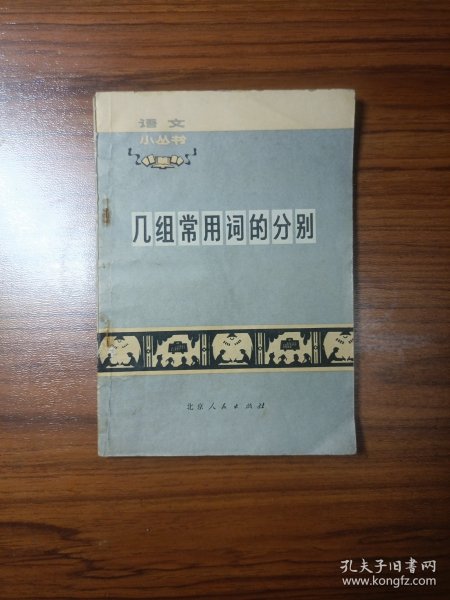 语文
小丛书
几组常用词的分别
北京人民出版社
孔夫子旧书网
www.kongfz.com